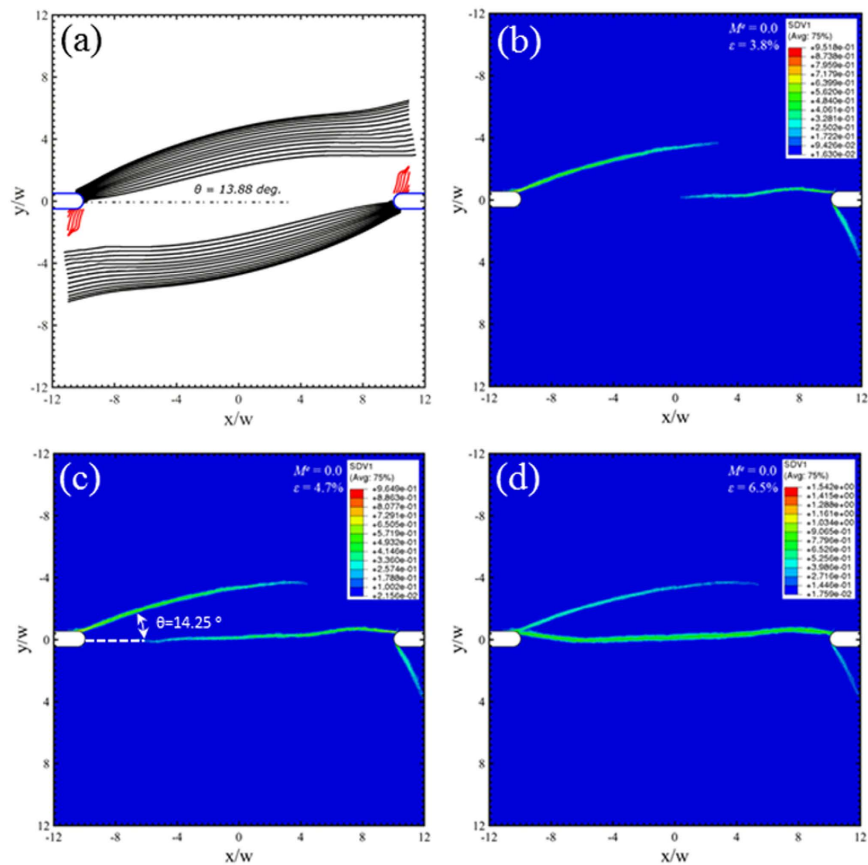 (a)
12
8
4
0
-4
-8
-12
-12 -8 -4 0 4 8 12
y/w
x/w
θ = 13.88 deg.
(b)
-12
-8
-4
0
4
8
12
-12 -8 -4 0 4 8 12
y/w
x/w
Mᵉ = 0.0
ε = 3.8%
SDV1
(Avg: 75%)
+9.518e-01
+8.738e-01
+7.959e-01
+7.179e-01
+6.399e-01
+5.620e-01
+4.840e-01
+4.061e-01
+3.281e-01
+2.502e-01
+1.722e-01
+9.426e-02
+1.630e-02
(c)
-12
-8
-4
0
4
8
12
-12 -8 -4 0 4 8 12
y/w
x/w
Mᵉ = 0.0
ε = 4.7%
SDV1
(Avg: 75%)
+9.649e-01
+8.863e-01
+8.077e-01
+7.291e-01
+6.505e-01
+5.719e-01
+4.932e-01
+4.146e-01
+3.360e-01
+2.574e-01
+1.788e-01
+1.002e-01
+2.156e-02
θ=14.25 º
(d)
-12
-8
-4
0
4
8
12
-12 -8 -4 0 4 8 12
y/w
x/w
Mᵉ = 0.0
ε = 6.5%
SDV1
(Avg: 75%)
+1.542e+00
+1.415e+00
+1.288e+00
+1.161e+00
+1.034e+00
+9.065e-01
+7.795e-01
+6.526e-01
+5.256e-01
+3.986e-01
+2.716e-01
+1.446e-01
+1.759e-02